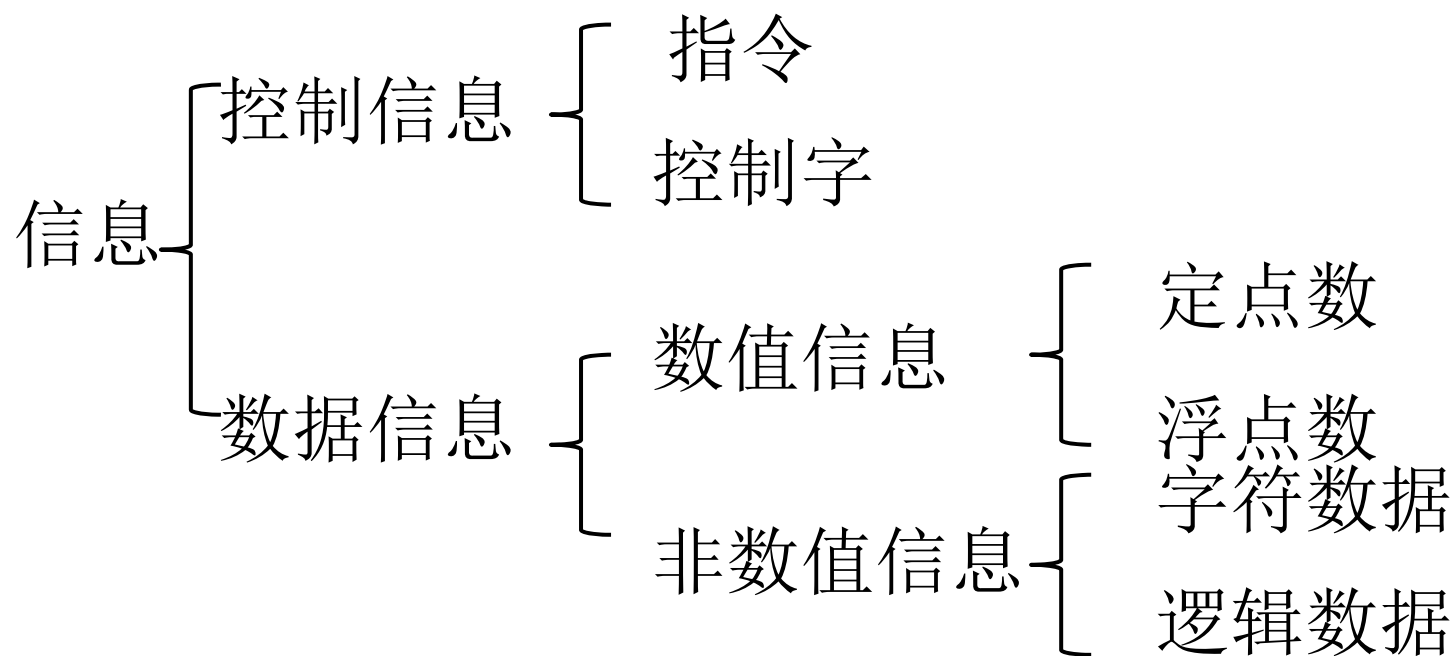 指令
控制信息
控制字
信息
定点数
数值信息
数据信息
浮点数
字符数据
非数值信息
逻辑数据